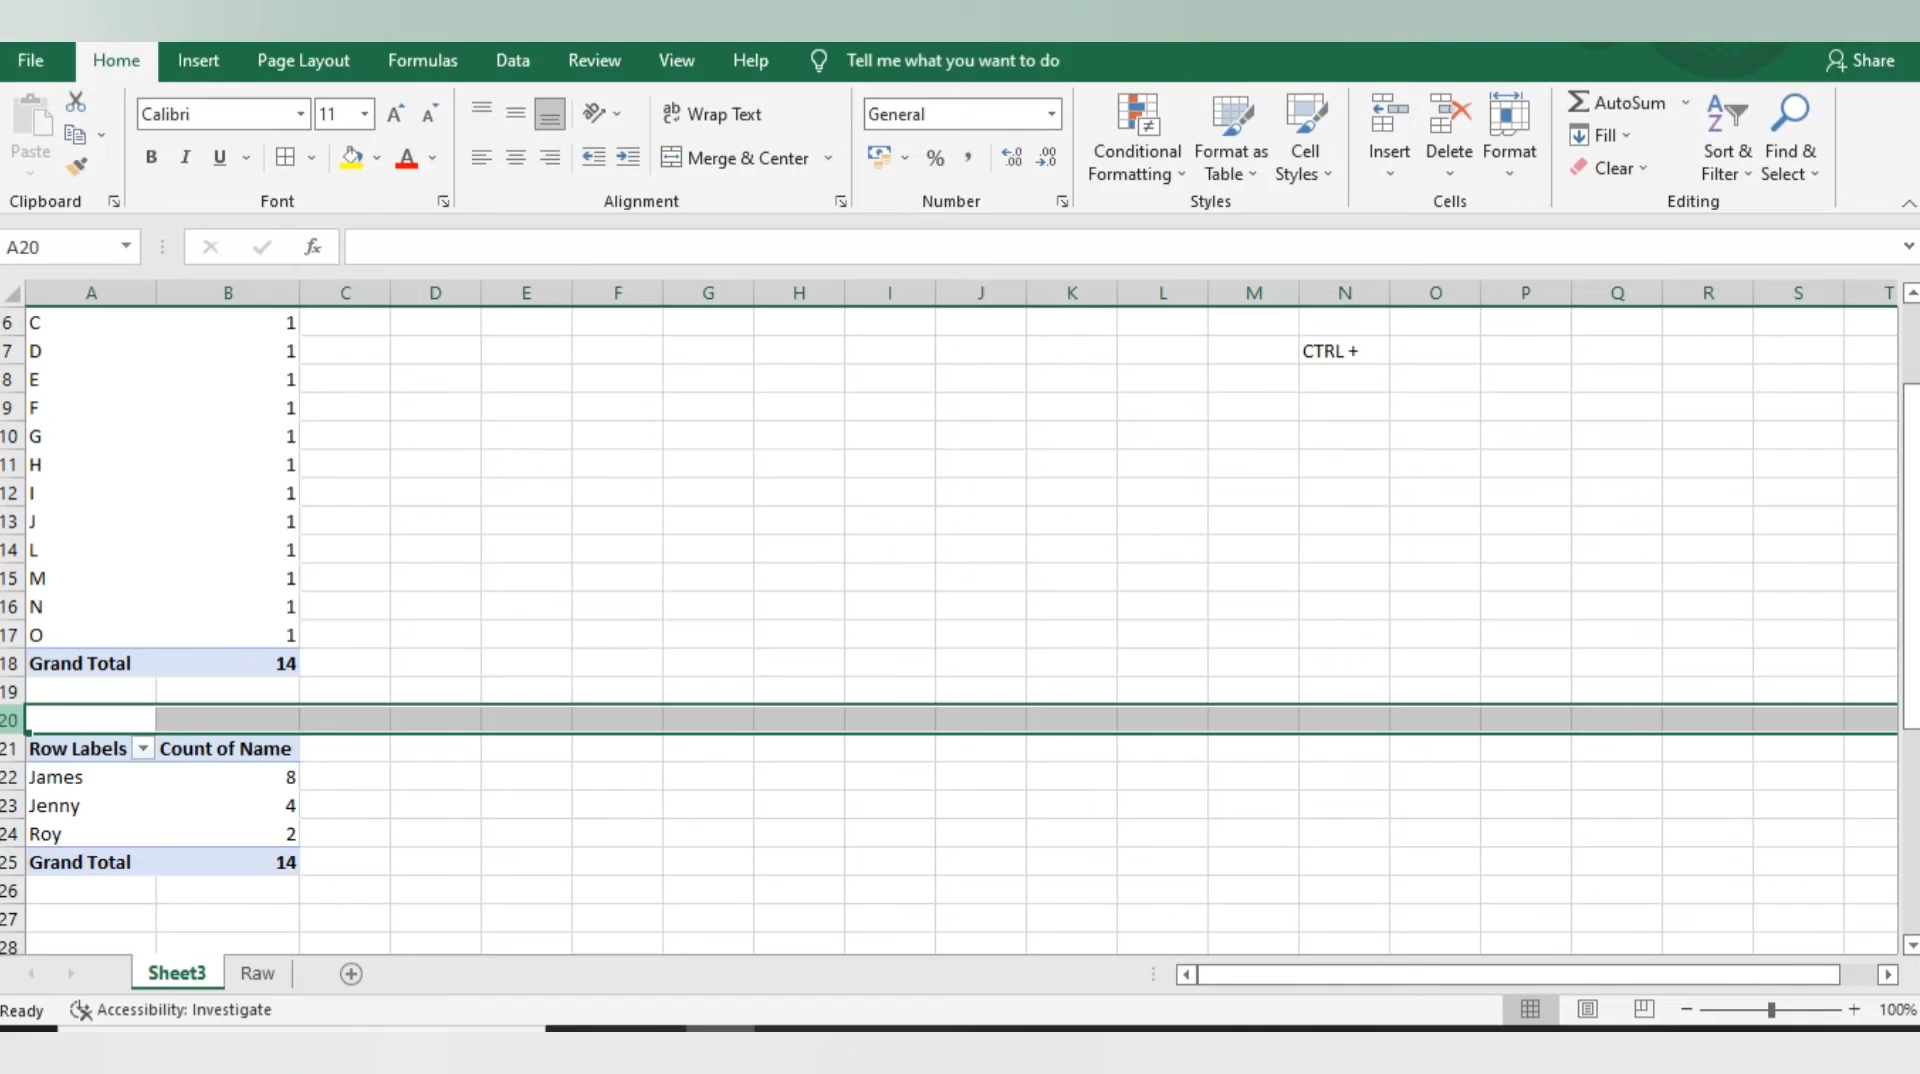 File Home Insert Page Layout Formulas Data Review View Help Tell me what you want to do Share
Paste
Clipboard
Calibri 11 A A
B I U A
Font
ab Wrap Text
Merge & Center
Alignment
General
% , .00 .0
Number
Conditional Formatting
Format as Table
Cell Styles
Styles
Insert Delete Format
Cells
AutoSum
Fill
Clear
Sort & Filter
Find & Select
Editing
A20 fx
A B C D E F G H I J K L M N O P Q R S T
6 C 1
7 D 1 CTRL +
8 E 1
9 F 1
10 G 1
11 H 1
12 I 1
13 J 1
14 L 1
15 M 1
16 N 1
17 O 1
18 Grand Total 14
19
20
21 Row Labels Count of Name
22 James 8
23 Jenny 4
24 Roy 2
25 Grand Total 14
26
27
28
Sheet3 Raw
Ready Accessibility: Investigate 100%